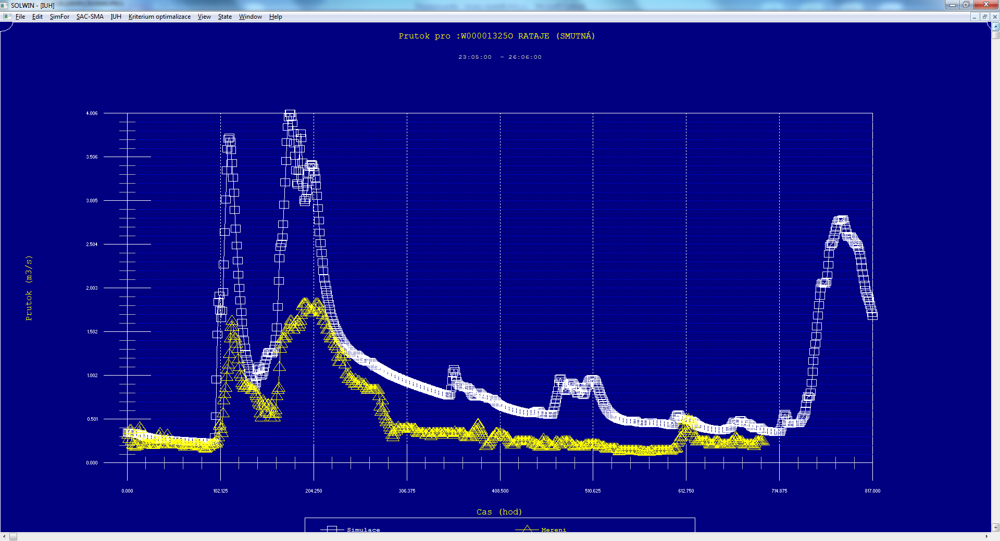 SOLWIN - [IUH]
File Edit SimFor SAC-SMA IUH Kriterium optimalizace View State Window Help
Prutok pro :W00001325O RATAJE (SMUTNÁ)
23:05:00 - 26:06:00
4.006
3.506
3.005
2.504
2.003
1.502
1.002
0.501
0.000
Prutok (m3/s)
0.000 102.125 204.250 306.375 408.500 510.625 612.750 714.875 817.000
Cas (hod)
Simulace Mereni